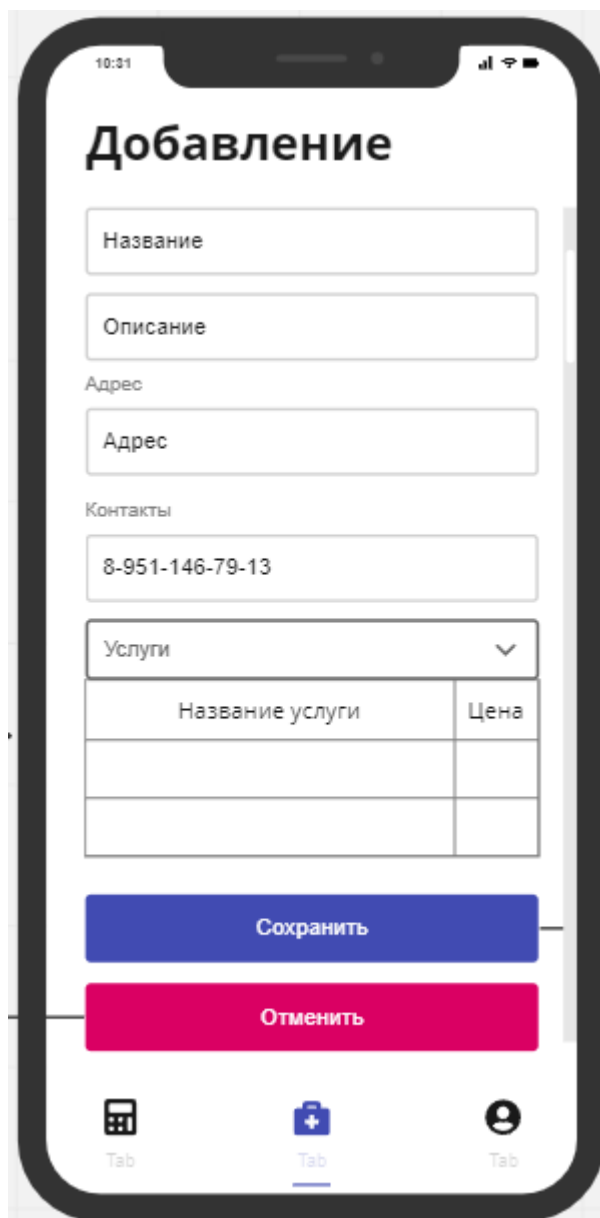 10:31
Добавление
Название
Описание
Адрес
Адрес
Контакты
8-951-146-79-13
Услуги
Название услуги Цена
Сохранить
Отменить
Tab Tab Tab